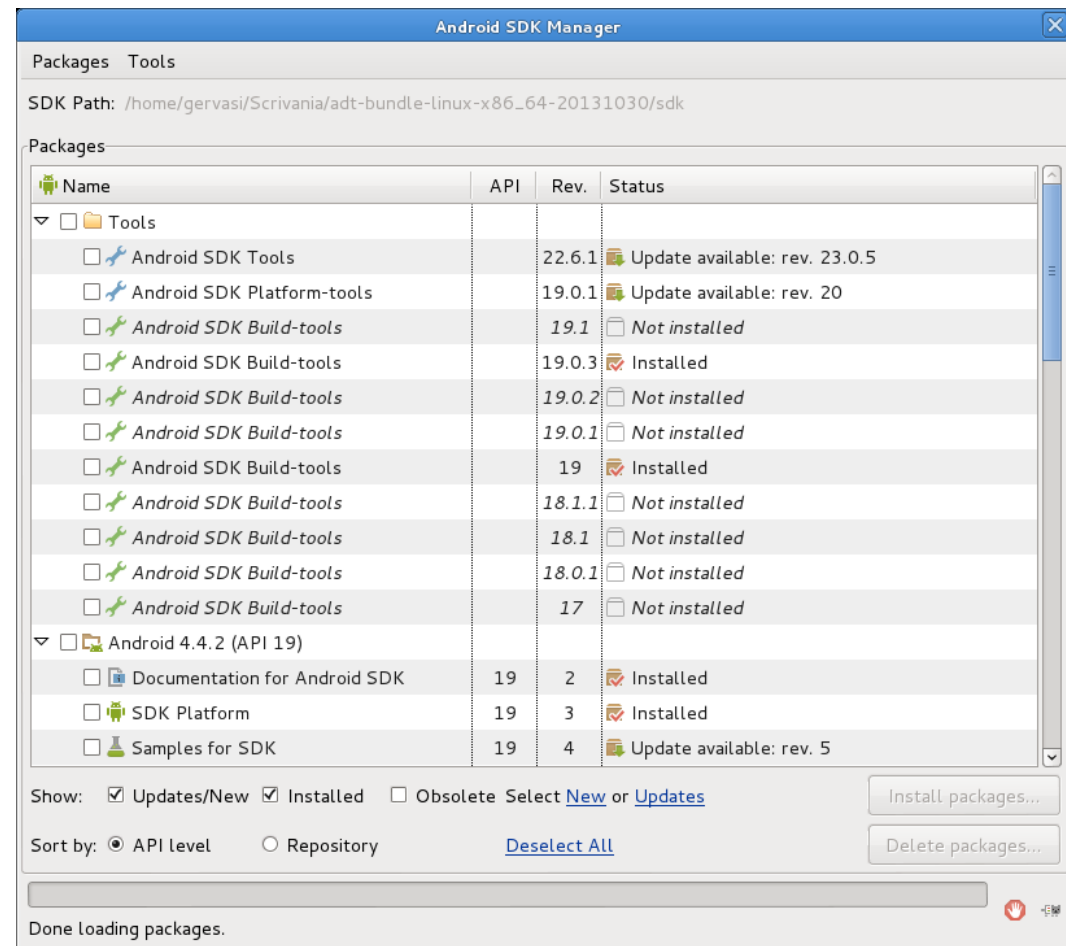 Android SDK Manager
Packages Tools
SDK Path: /home/gervasi/Scrivania/adt-bundle-linux-x86_64-20131030/sdk
Packages
Name API Rev. Status
Tools
Android SDK Tools 22.6.1 Update available: rev. 23.0.5
Android SDK Platform-tools 19.0.1 Update available: rev. 20
Android SDK Build-tools 19.1 Not installed
Android SDK Build-tools 19.0.3 Installed
Android SDK Build-tools 19.0.2 Not installed
Android SDK Build-tools 19.0.1 Not installed
Android SDK Build-tools 19 Installed
Android SDK Build-tools 18.1.1 Not installed
Android SDK Build-tools 18.1 Not installed
Android SDK Build-tools 18.0.1 Not installed
Android SDK Build-tools 17 Not installed
Android 4.4.2 (API 19)
Documentation for Android SDK 19 2 Installed
SDK Platform 19 3 Installed
Samples for SDK 19 4 Update available: rev. 5
Show: Updates/New Installed Obsolete Select New or Updates Install packages...
Sort by: API level Repository Deselect All Delete packages...
Done loading packages.